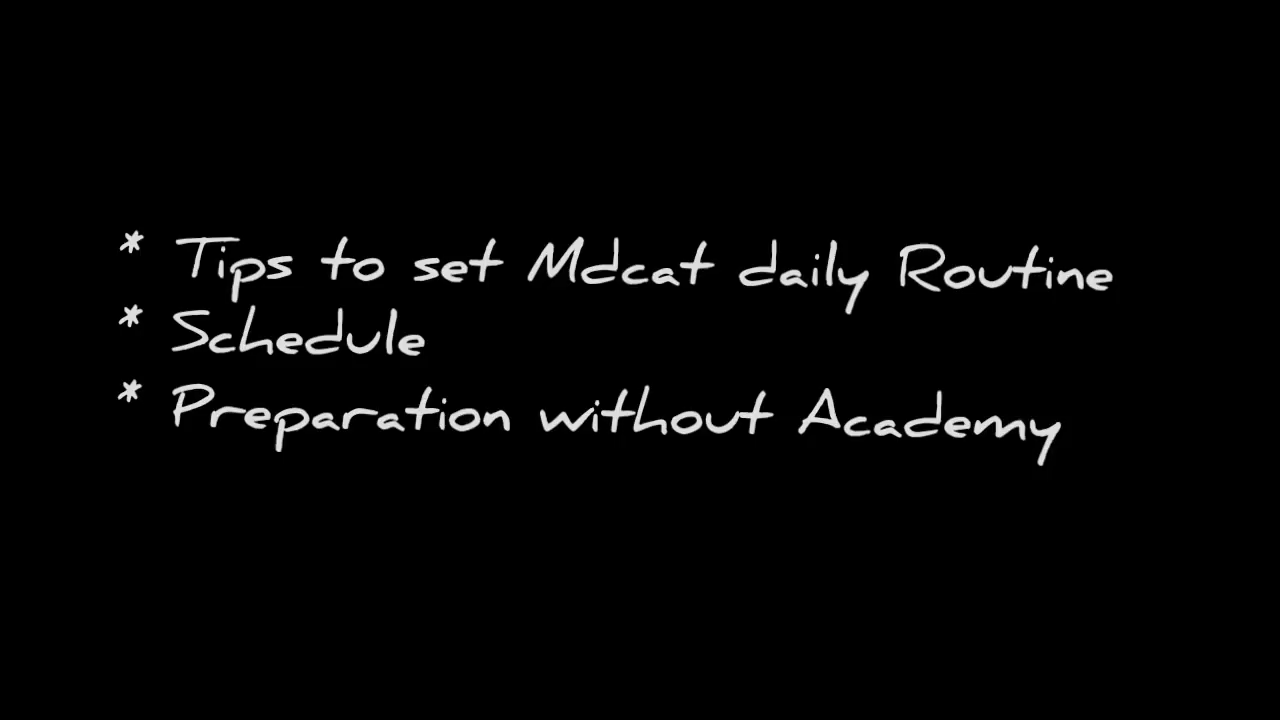 * Tips to set Mdcat daily Routine
* Schedule
* Preparation without Academy